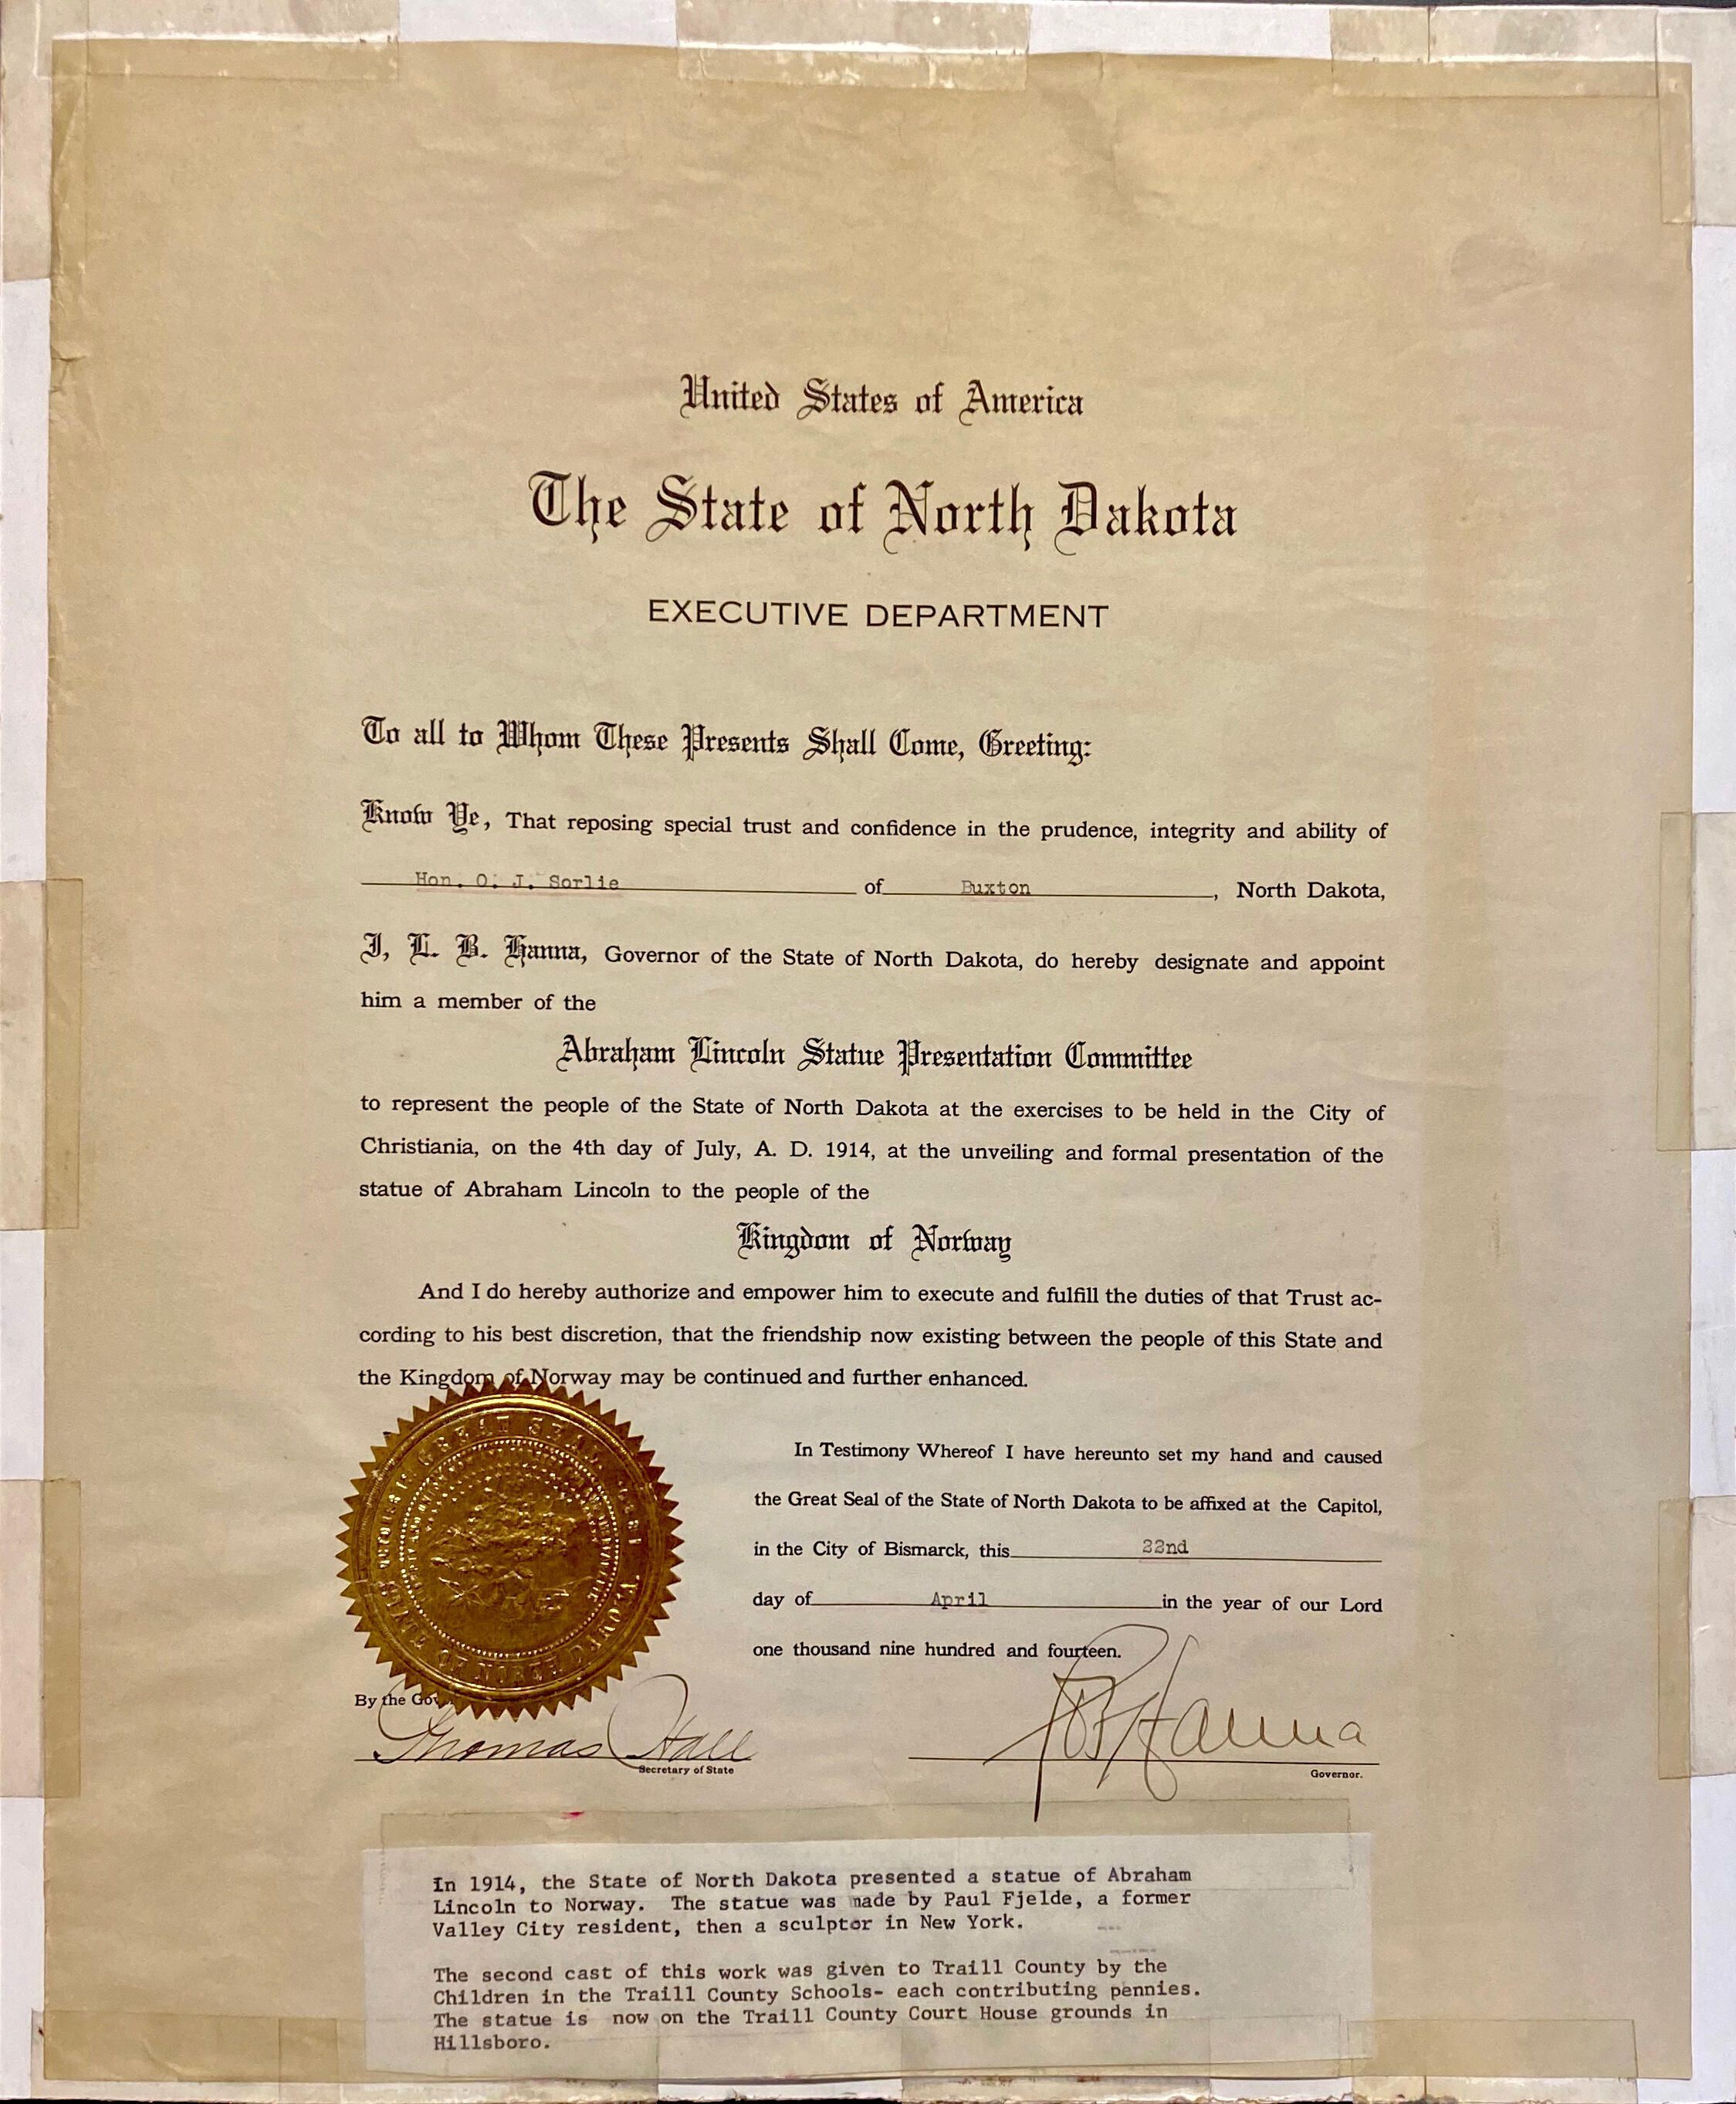 United States of America
The State of North Dakota
EXECUTIVE DEPARTMENT
To all to Whom These Presents Shall Come, Greeting:
Know Ye, That reposing special trust and confidence in the prudence, integrity and ability of
Hon. O. J. Sorlie of Buxton, North Dakota,
I, L. B. Hanna, Governor of the State of North Dakota, do hereby designate and appoint
him a member of the
Abraham Lincoln Statue Presentation Committee
to represent the people of the State of North Dakota at the exercises to be held in the City of
Christiania, on the 4th day of July, A. D. 1914, at the unveiling and formal presentation of the
statue of Abraham Lincoln to the people of the
Kingdom of Norway
And I do hereby authorize and empower him to execute and fulfill the duties of that Trust ac-
cording to his best discretion, that the friendship now existing between the people of this State and
the Kingdom of Norway may be continued and further enhanced.
In Testimony Whereof I have hereunto set my hand and caused
the Great Seal of the State of North Dakota to be affixed at the Capitol,
in the City of Bismarck, this 22nd
day of April in the year of our Lord
one thousand nine hundred and fourteen.
GREAT SEAL
STATE OF NORTH DAKOTA
By the Gov
Thomas Hall
Secretary of State
L B Hanna
Governor.
In 1914, the State of North Dakota presented a statue of Abraham
Lincoln to Norway. The statue was made by Paul Fjelde, a former
Valley City resident, then a sculptor in New York.
The second cast of this work was given to Traill County by the
Children in the Traill County Schools- each contributing pennies.
The statue is now on the Traill County Court House grounds in
Hillsboro.